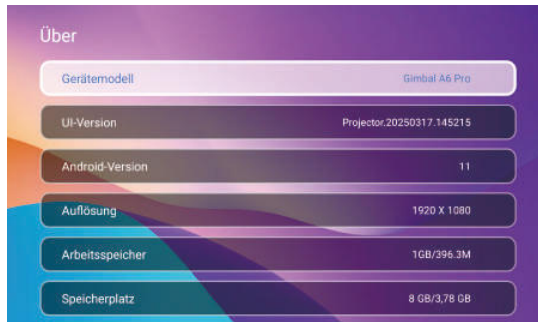 Über
Gerätemodell Gimbal A6 Pro
UI-Version Projector.20250317.145215
Android-Version 11
Auflösung 1920 X 1080
Arbeitsspeicher 1GB/396.3M
Speicherplatz 8 GB/3,78 GB